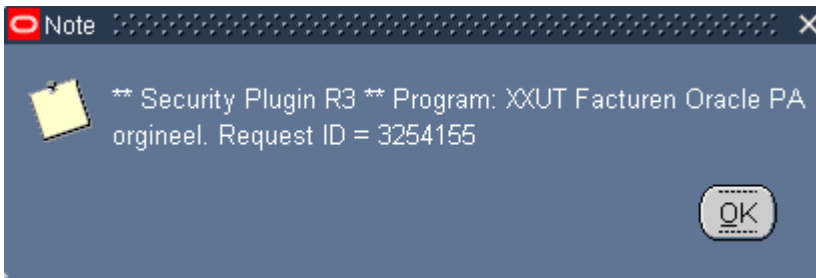 Note
** Security Plugin R3 ** Program: XXUT Facturen Oracle PA
orgineel. Request ID = 3254155
OK